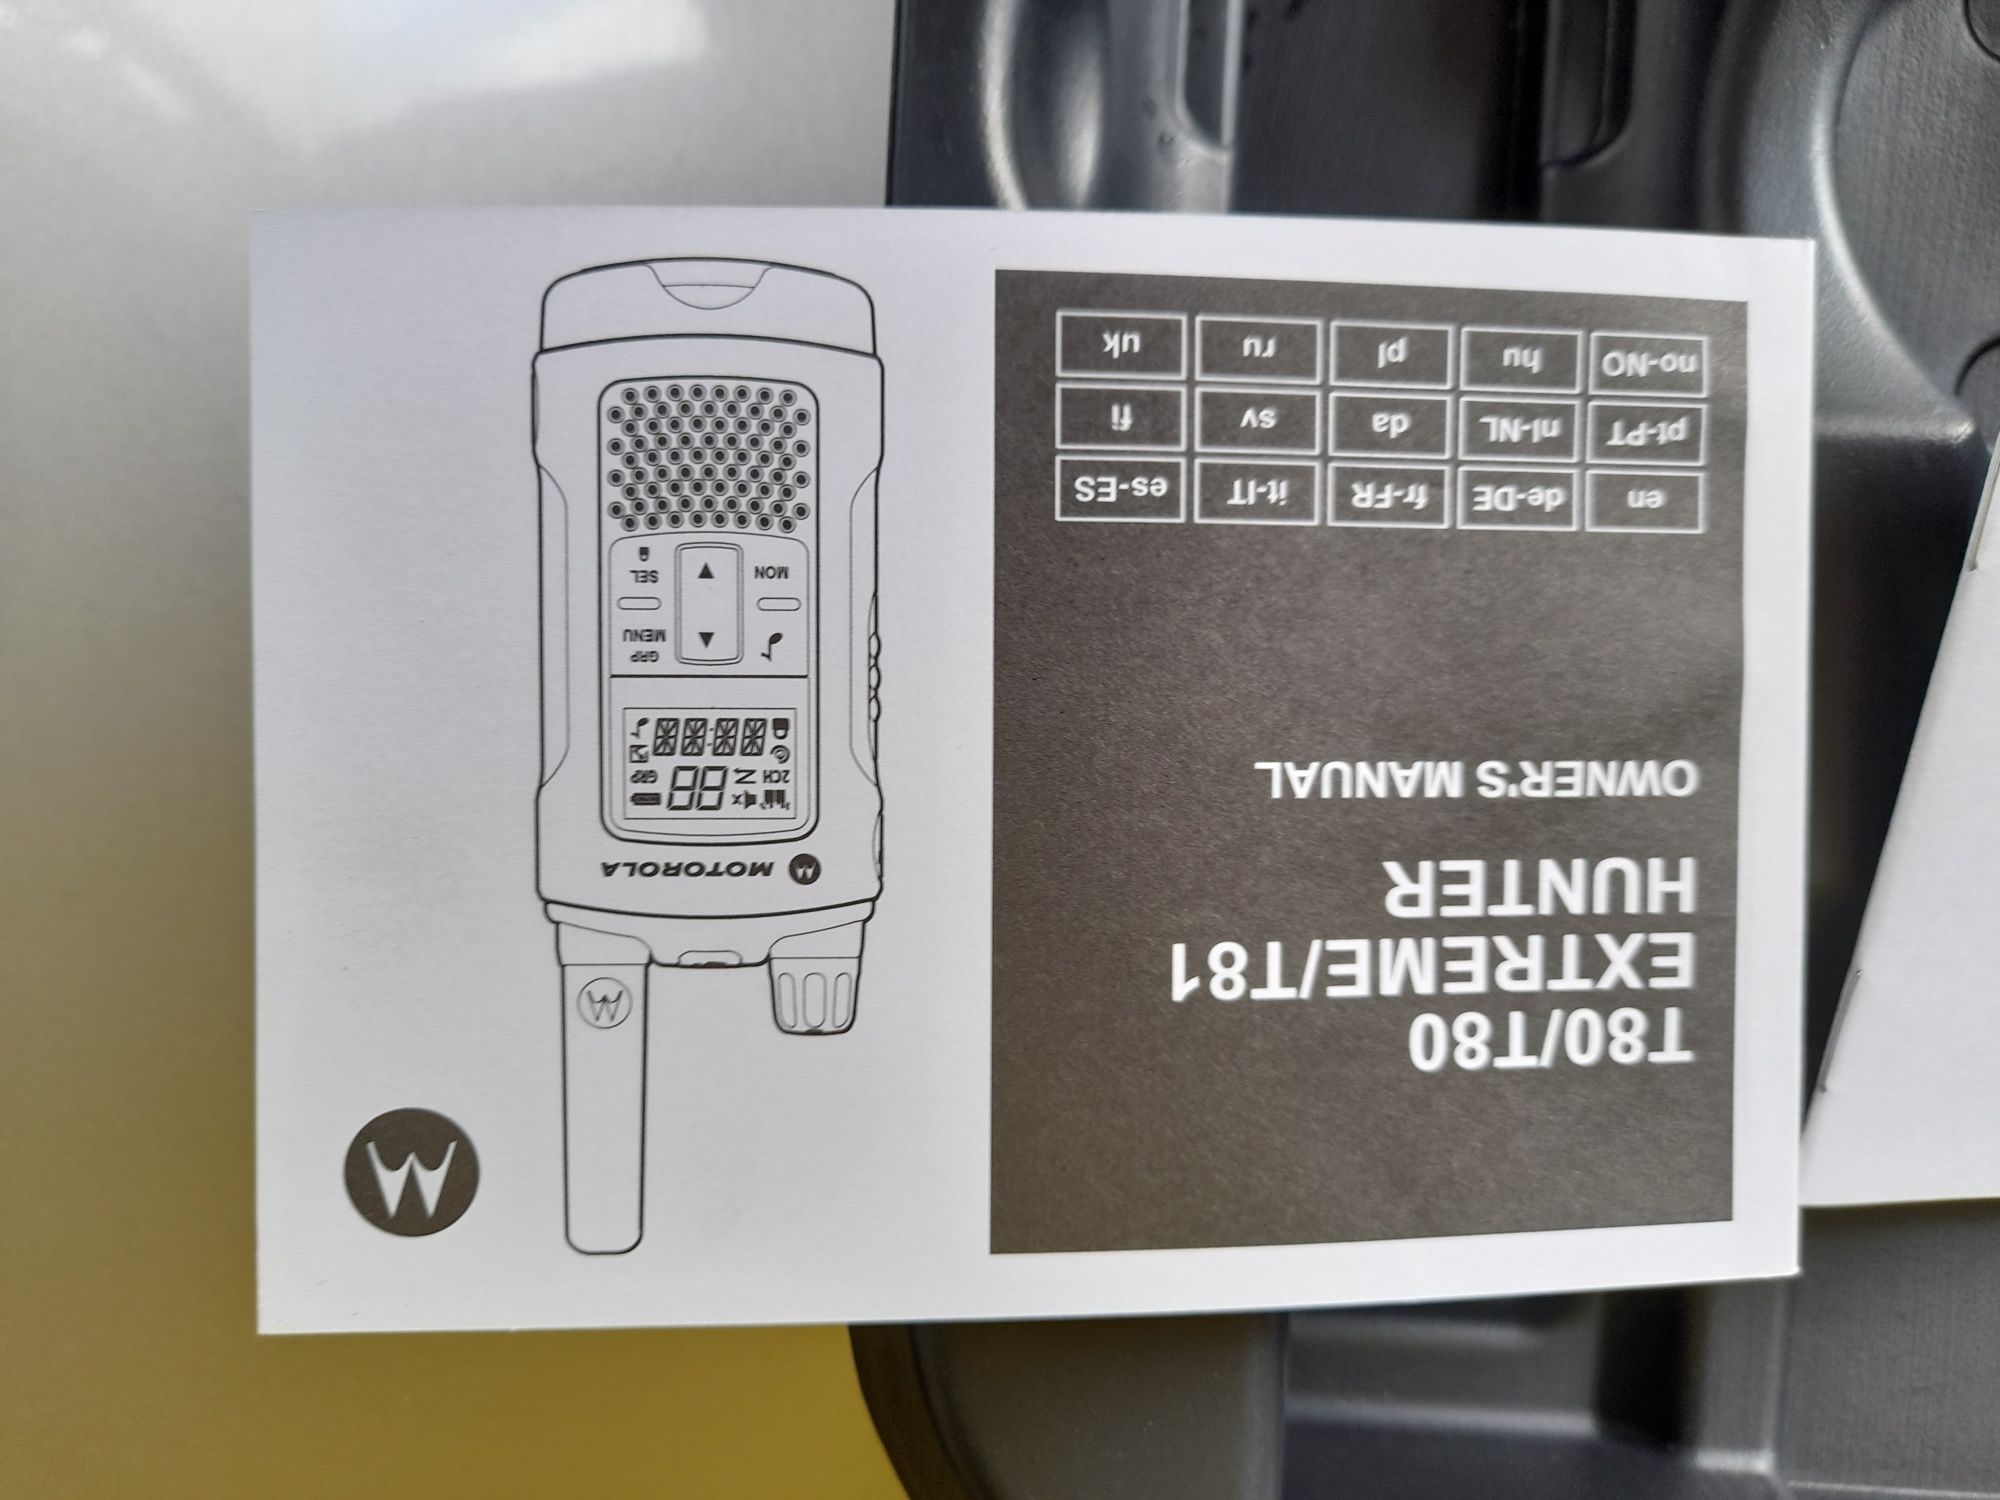 T80/T80
EXTREME/T81
HUNTER
OWNER'S MANUAL
en de-DE fr-FR it-IT es-ES
pt-PT nl-NL da sv fi
no-NO hu pl ru uk
MOTOROLA
2CH GRP
GRP
MENU
MON SEL